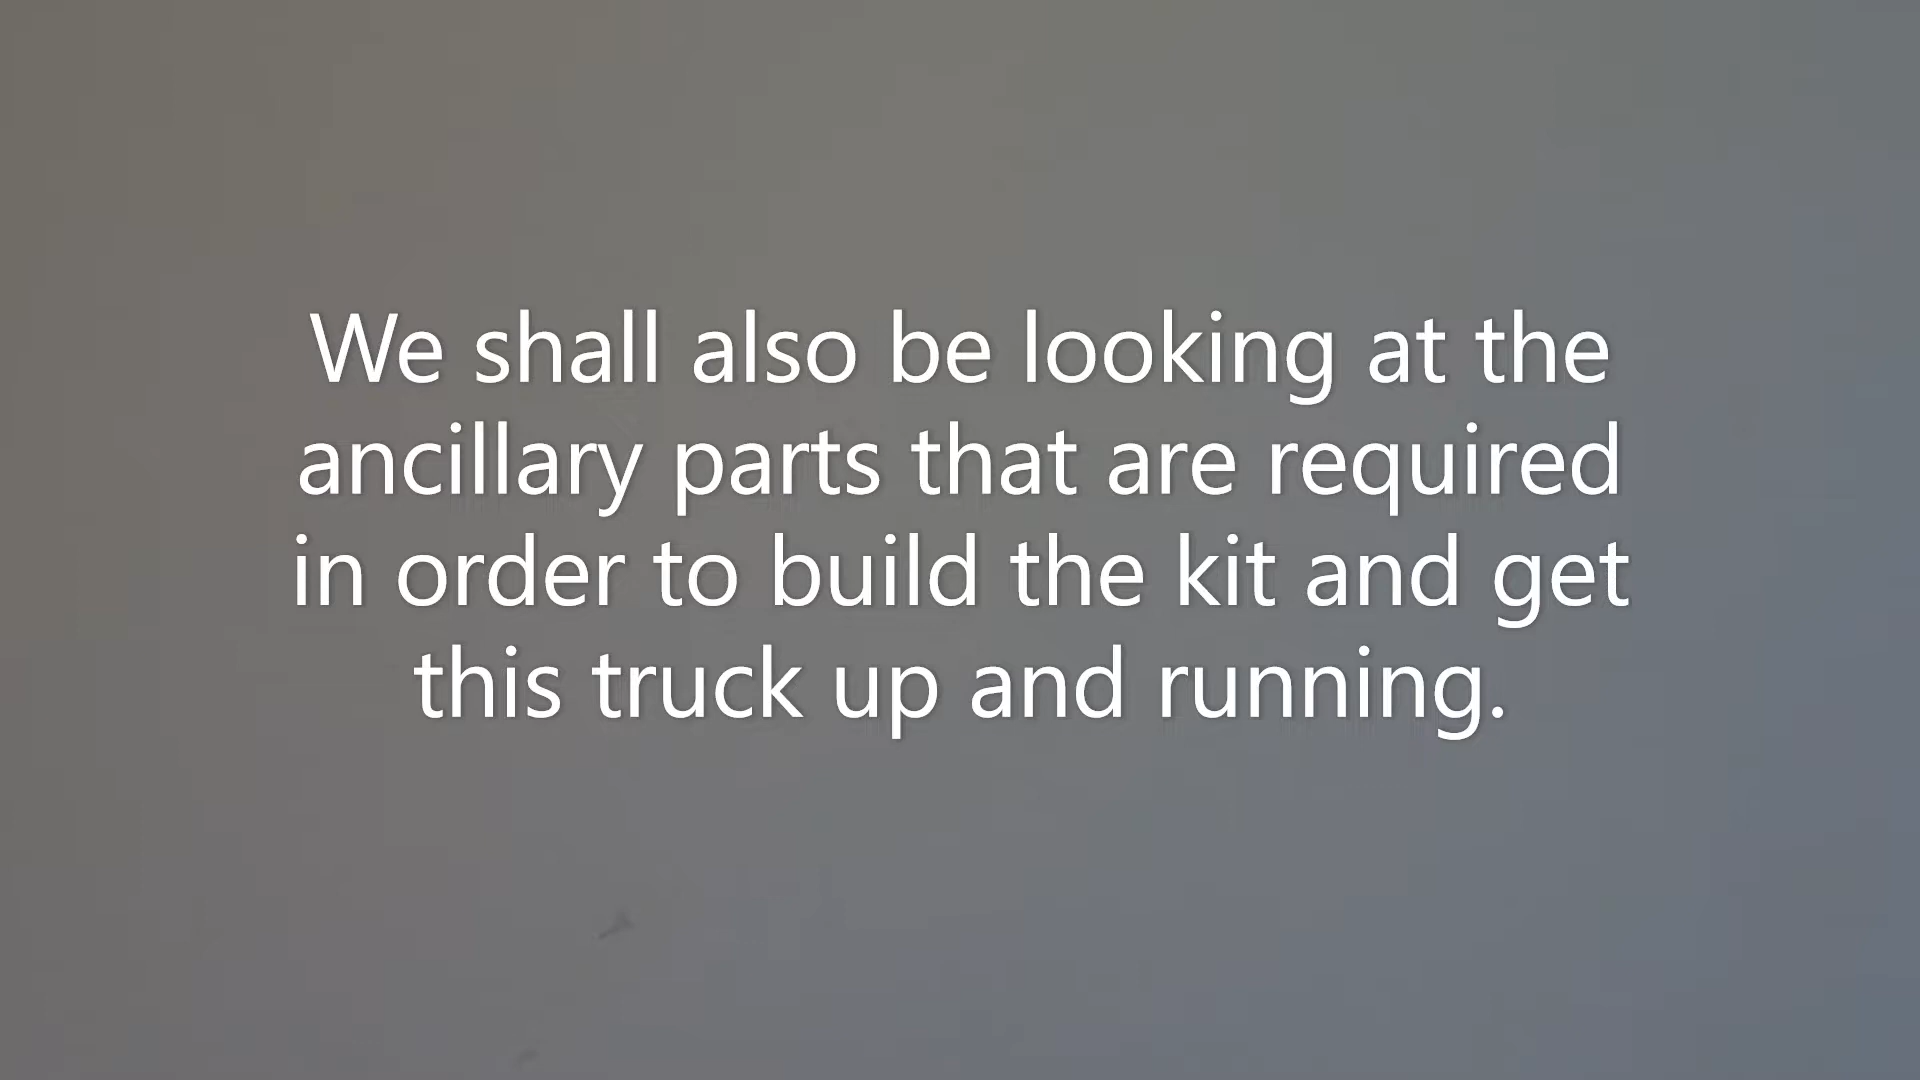 We shall also be looking at the
ancillary parts that are required
in order to build the kit and get
this truck up and running.